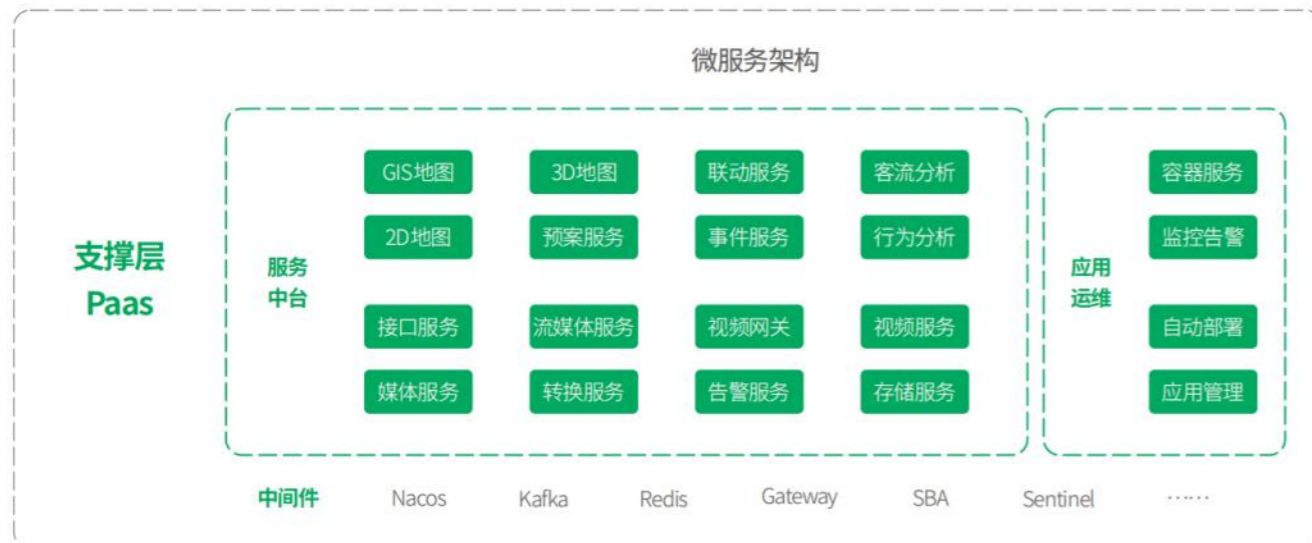 微服务架构
支撑层
Paas
服务
中台
GIS地图 3D地图 联动服务 客流分析
2D地图 预案服务 事件服务 行为分析
接口服务 流媒体服务 视频网关 视频服务
媒体服务 转换服务 告警服务 存储服务
应用
运维
容器服务
监控告警
自动部署
应用管理
中间件 Nacos Kafka Redis Gateway SBA Sentinel ……